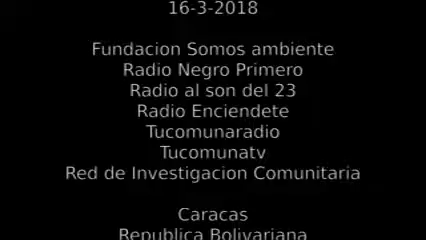 16-3-2018
Fundacion Somos ambiente
Radio Negro Primero
Radio al son del 23
Radio Enciendete
Tucomunaradio
Tucomunatv
Red de Investigacion Comunitaria
Caracas
Republica Bolivariana